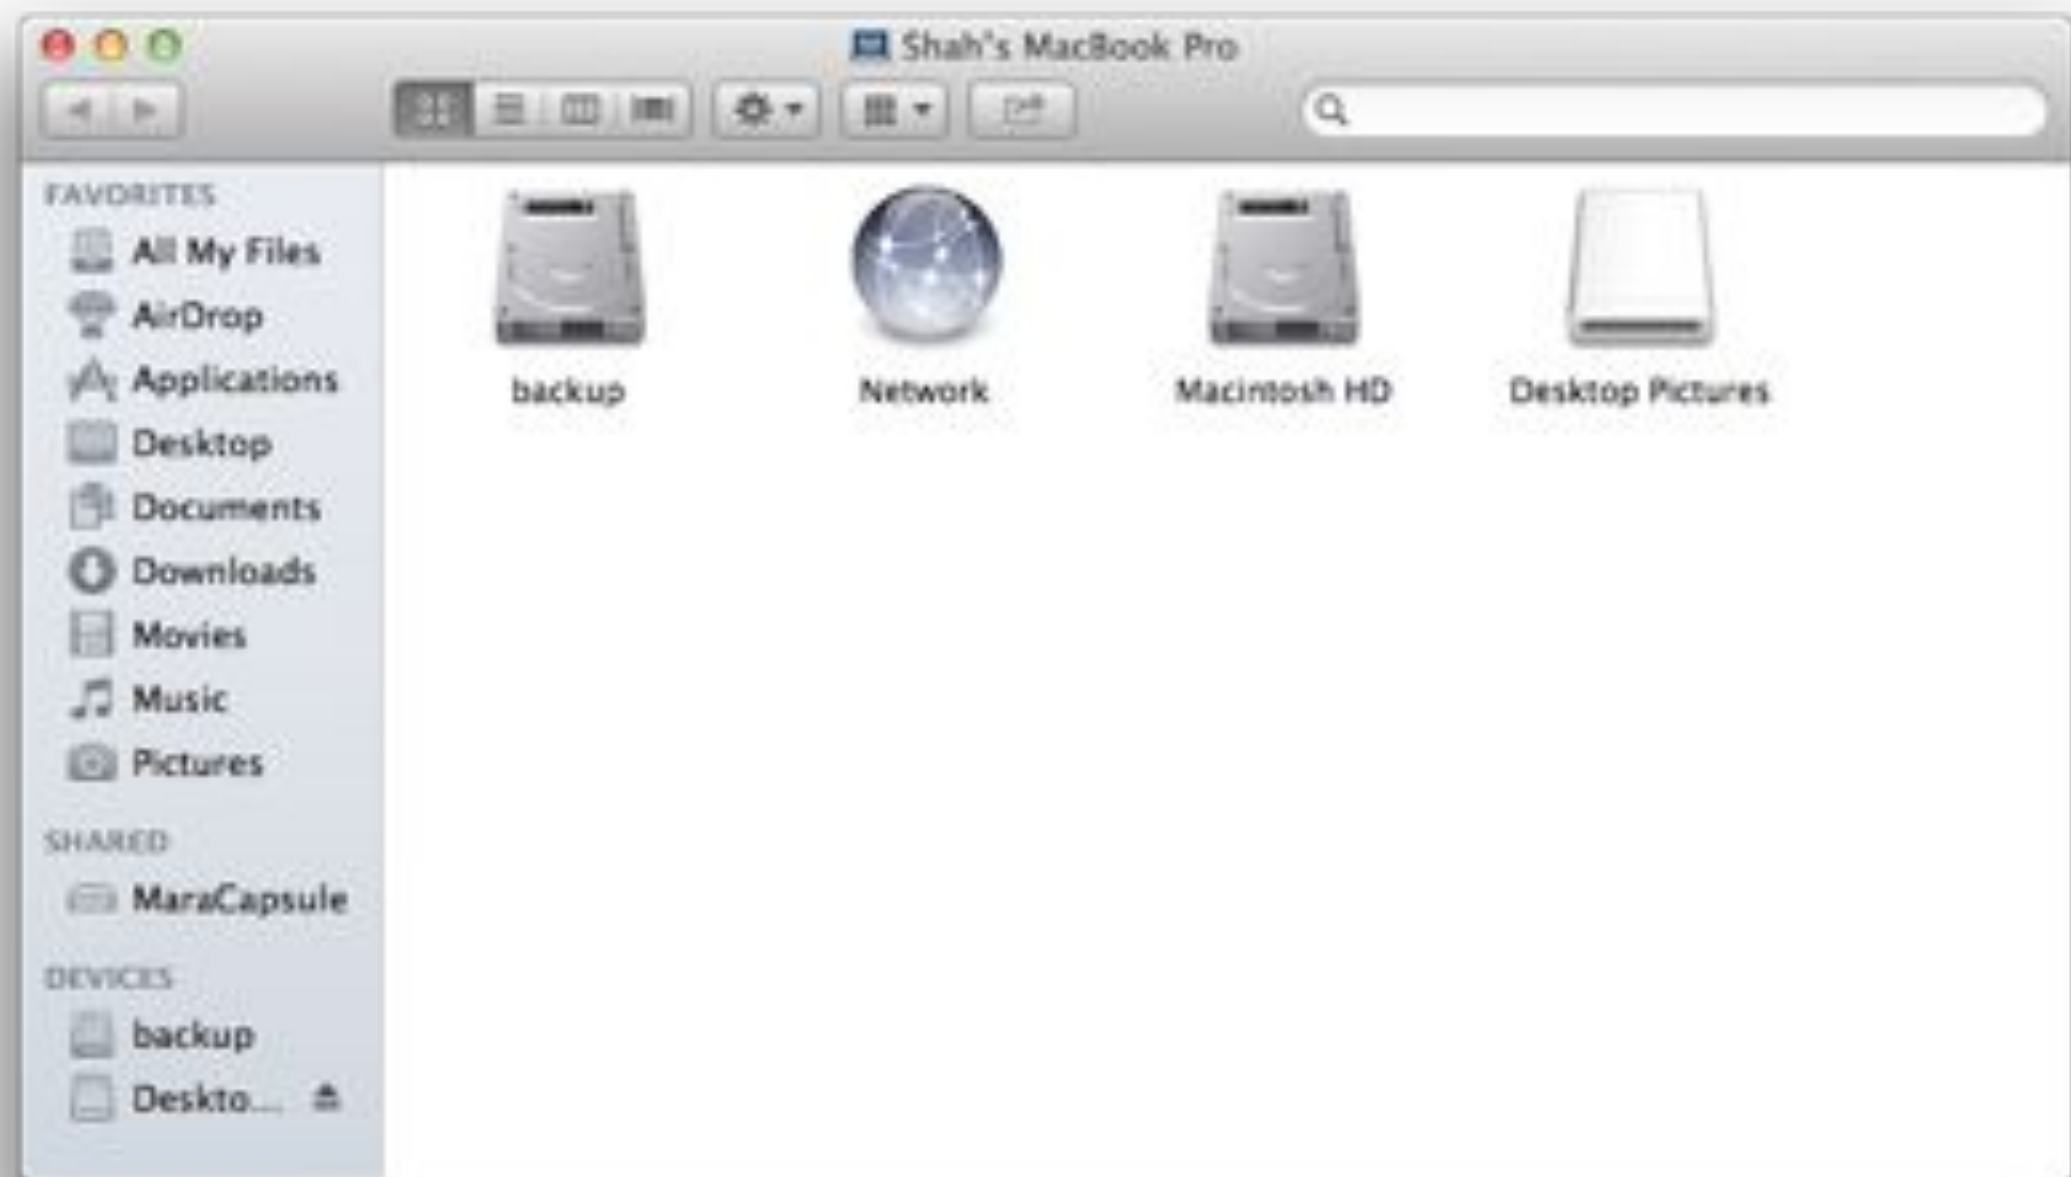 Shah's MacBook Pro
FAVORITES
All My Files
AirDrop
Applications
Desktop
Documents
Downloads
Movies
Music
Pictures
SHARED
MaraCapsule
DEVICES
backup
Deskto...
backup
Network
Macintosh HD
Desktop Pictures